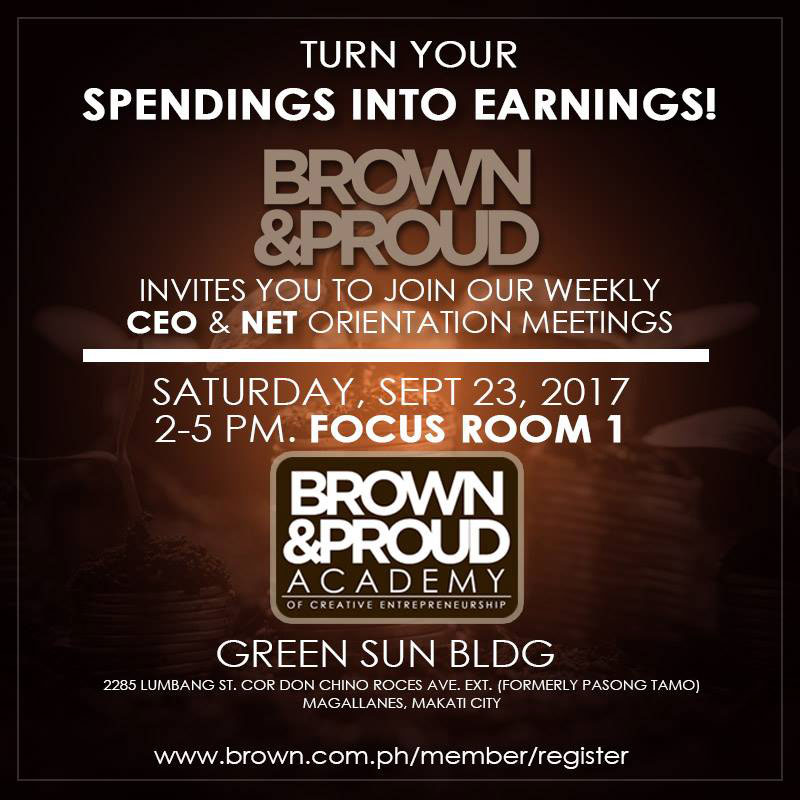 TURN YOUR
SPENDINGS INTO EARNINGS!
BROWN
&PROUD
INVITES YOU TO JOIN OUR WEEKLY
CEO & NET ORIENTATION MEETINGS
SATURDAY, SEPT 23, 2017
2-5 PM. FOCUS ROOM 1
BROWN
&PROUD
ACADEMY
OF CREATIVE ENTREPRENEURSHIP
GREEN SUN BLDG
2285 LUMBANG ST. COR DON CHINO ROCES AVE. EXT. (FORMERLY PASONG TAMO)
MAGALLANES, MAKATI CITY
www.brown.com.ph/member/register